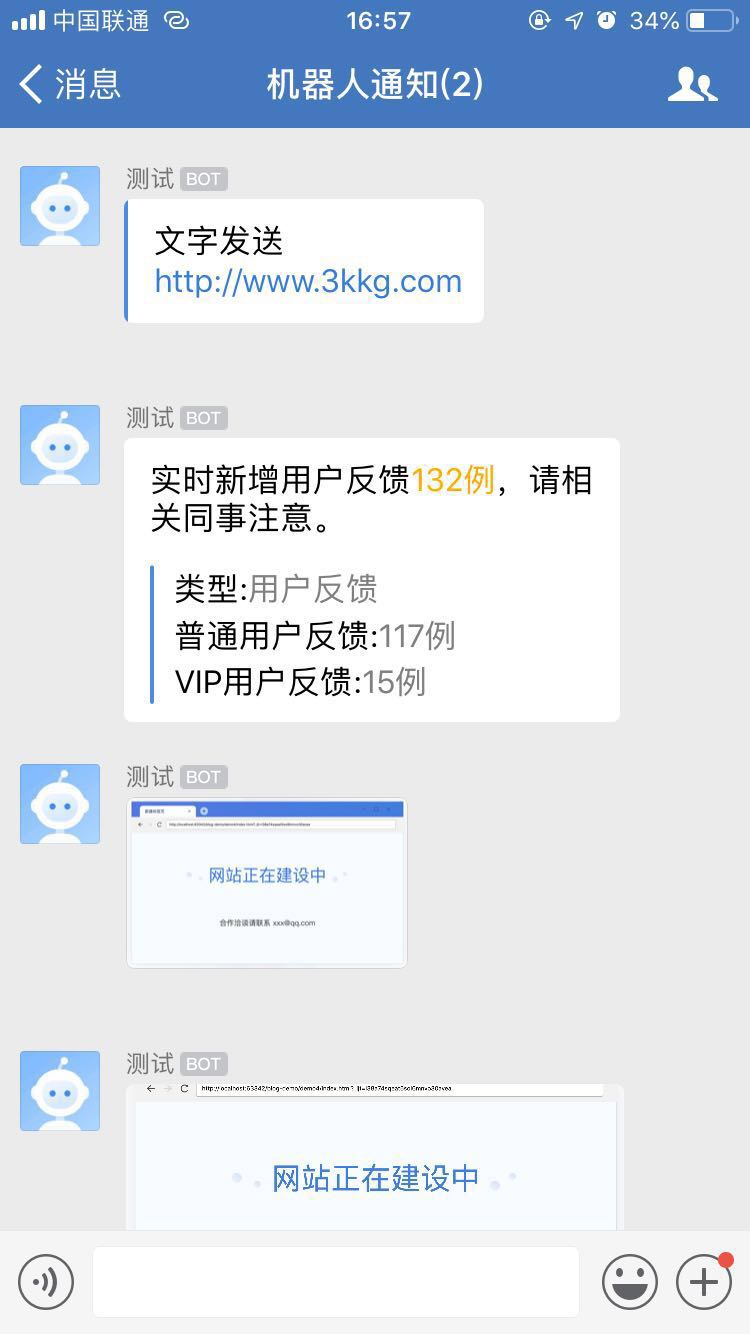 中国联通
16:57
34%
消息
机器人通知(2)
测试 BOT
文字发送
http://www.3kkg.com
测试 BOT
实时新增用户反馈132例，请相
关同事注意。
类型:用户反馈
普通用户反馈:117例
VIP用户反馈:15例
测试 BOT
网站正在建设中
合作洽谈请联系 xxx@qq.com
测试 BOT
网站正在建设中